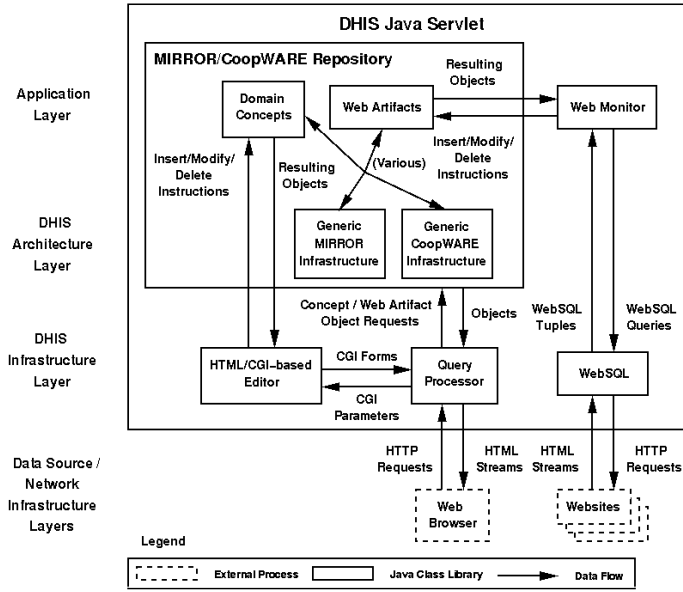 DHIS Java Servlet
MIRROR/CoopWARE Repository
Application
Layer
Domain
Concepts
Web Artifacts
Resulting
Objects
Web Monitor
Insert/Modify/
Delete
Instructions
Resulting
Objects
(Various)
Insert/Modify/
Delete
Instructions
DHIS
Architecture
Layer
Generic
MIRROR
Infrastructure
Generic
CoopWARE
Infrastructure
Concept / Web Artifact
Object Requests
Objects
WebSQL
Tuples
WebSQL
Queries
DHIS
Infrastructure
Layer
HTML/CGI-based
Editor
CGI Forms
CGI
Parameters
Query
Processor
WebSQL
Data Source /
Network
Infrastructure
Layers
HTTP
Requests
HTML
Streams
HTML
Streams
HTTP
Requests
Web
Browser
Websites
Legend
External Process
Java Class Library
Data Flow